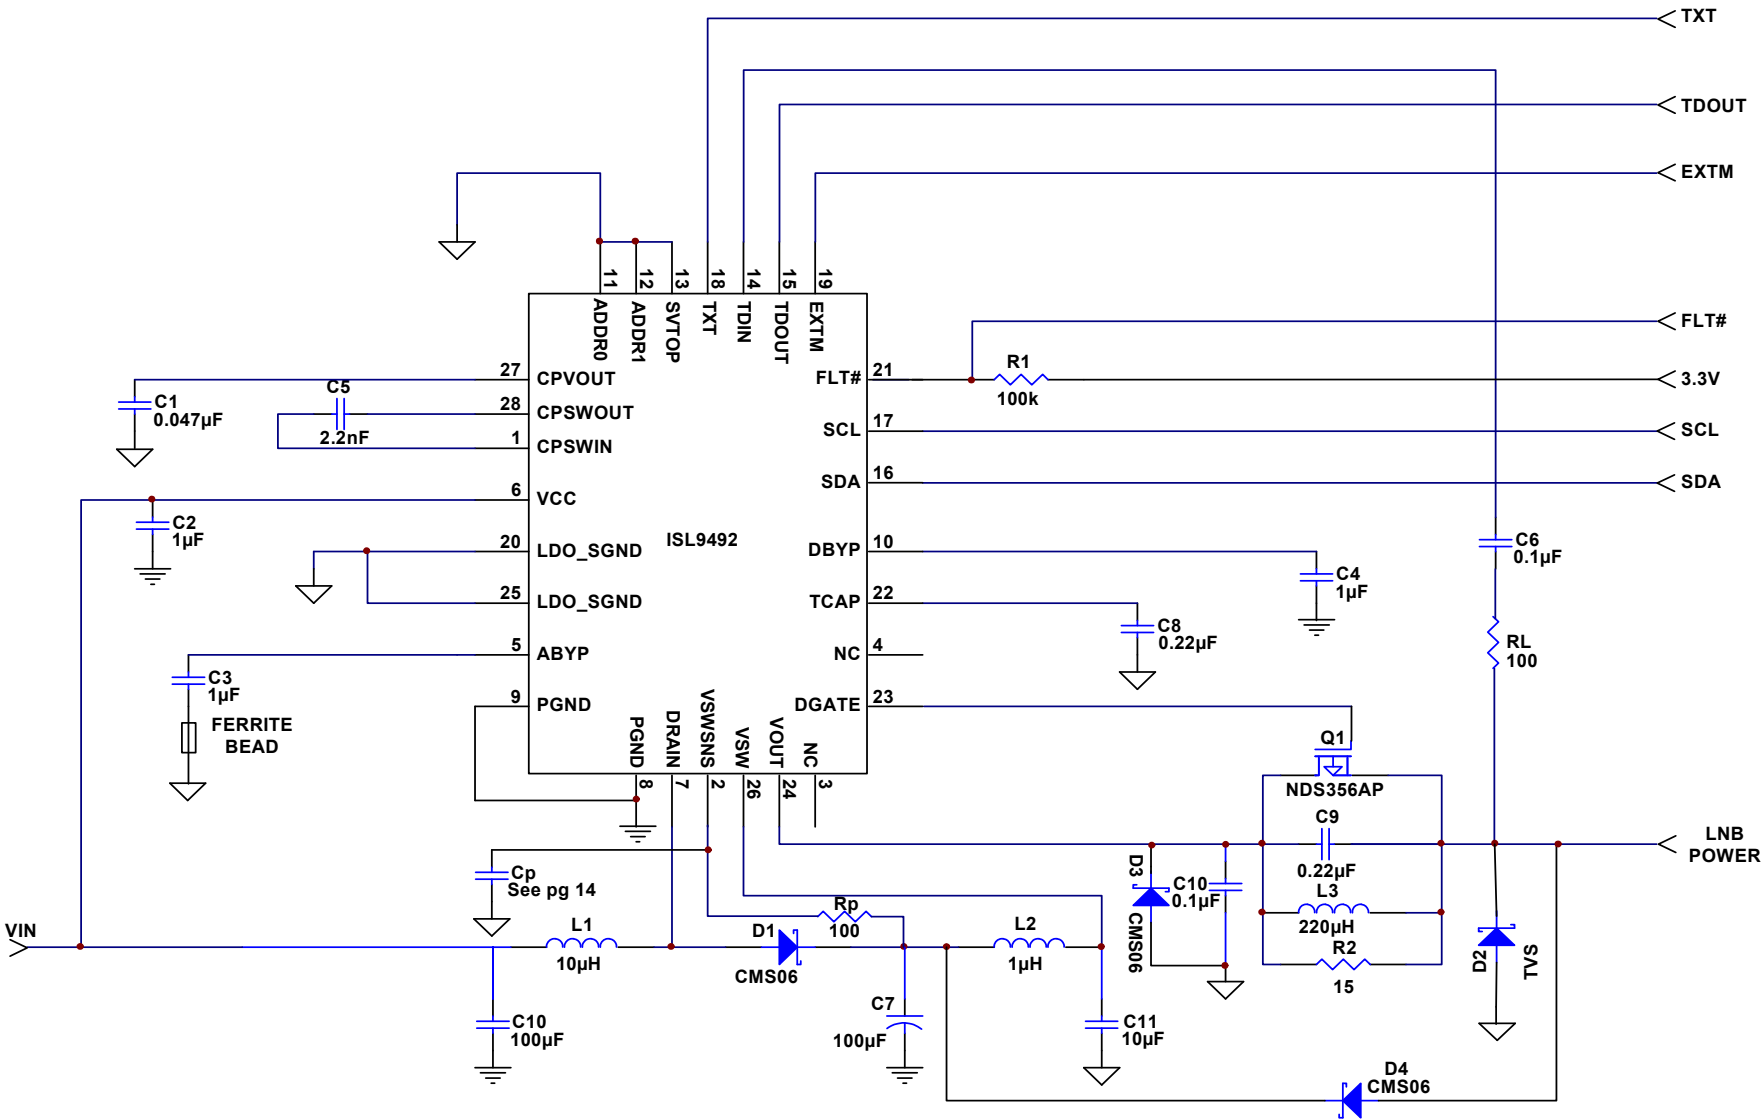 TXT
TDOUT
EXTM
11
12
13
18
14
15
19
ADDR0
ADDR1
SVTOP
TXT
TDIN
TDOUT
EXTM
FLT#
27
CPVOUT
FLT#
21
R1
100k
3.3V
C1
0.047µF
C5
2.2nF
28
CPSWOUT
1
CPSWIN
SCL
17
SCL
SDA
16
SDA
6
VCC
C2
1µF
ISL9492
20
LDO_SGND
DBYP
10
C6
0.1µF
C4
1µF
25
LDO_SGND
TCAP
22
C8
0.22µF
RL
100
5
ABYP
NC
4
C3
1µF
FERRITE
BEAD
9
PGND
DGATE
23
PGND
DRAIN
VSWSNS
VSW
VOUT
NC
8
7
2
26
24
3
Q1
NDS356AP
C9
0.22µF
LNB
POWER
Cp
See pg 14
Rp
100
D3
CMS06
C10
0.1µF
L3
220µH
R2
15
D2
TVS
VIN
L1
10µH
D1
CMS06
L2
1µH
C10
100µF
C7
100µF
C11
10µF
D4
CMS06